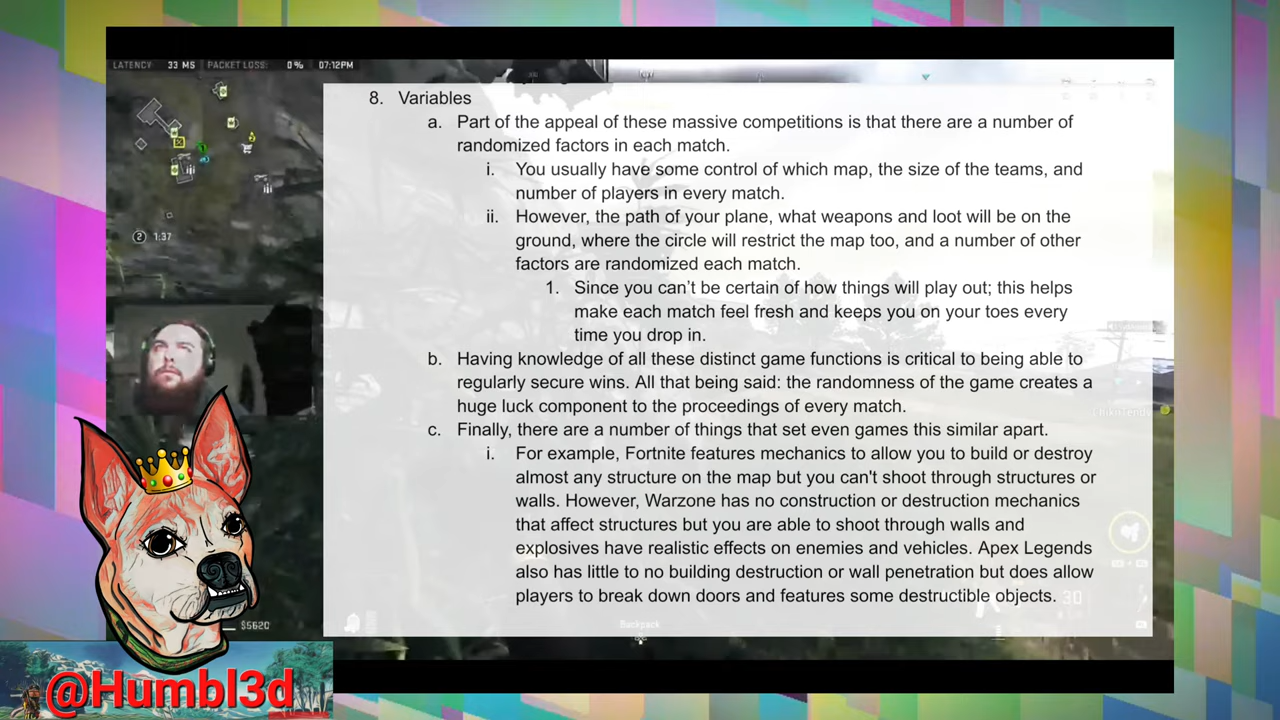 LATENCY: 33 MS PACKET LOSS: 0 % 07:12PM
8. Variables
a. Part of the appeal of these massive competitions is that there are a number of
randomized factors in each match.
i. You usually have some control of which map, the size of the teams, and
number of players in every match.
ii. However, the path of your plane, what weapons and loot will be on the
ground, where the circle will restrict the map too, and a number of other
factors are randomized each match.
1. Since you can't be certain of how things will play out; this helps
make each match feel fresh and keeps you on your toes every
time you drop in.
b. Having knowledge of all these distinct game functions is critical to being able to
regularly secure wins. All that being said: the randomness of the game creates a
huge luck component to the proceedings of every match.
c. Finally, there are a number of things that set even games this similar apart.
i. For example, Fortnite features mechanics to allow you to build or destroy
almost any structure on the map but you can't shoot through structures or
walls. However, Warzone has no construction or destruction mechanics
that affect structures but you are able to shoot through walls and
explosives have realistic effects on enemies and vehicles. Apex Legends
also has little to no building destruction or wall penetration but does allow
players to break down doors and features some destructible objects.
2 1:37
30
Backpack
$5620
@Humbl3d